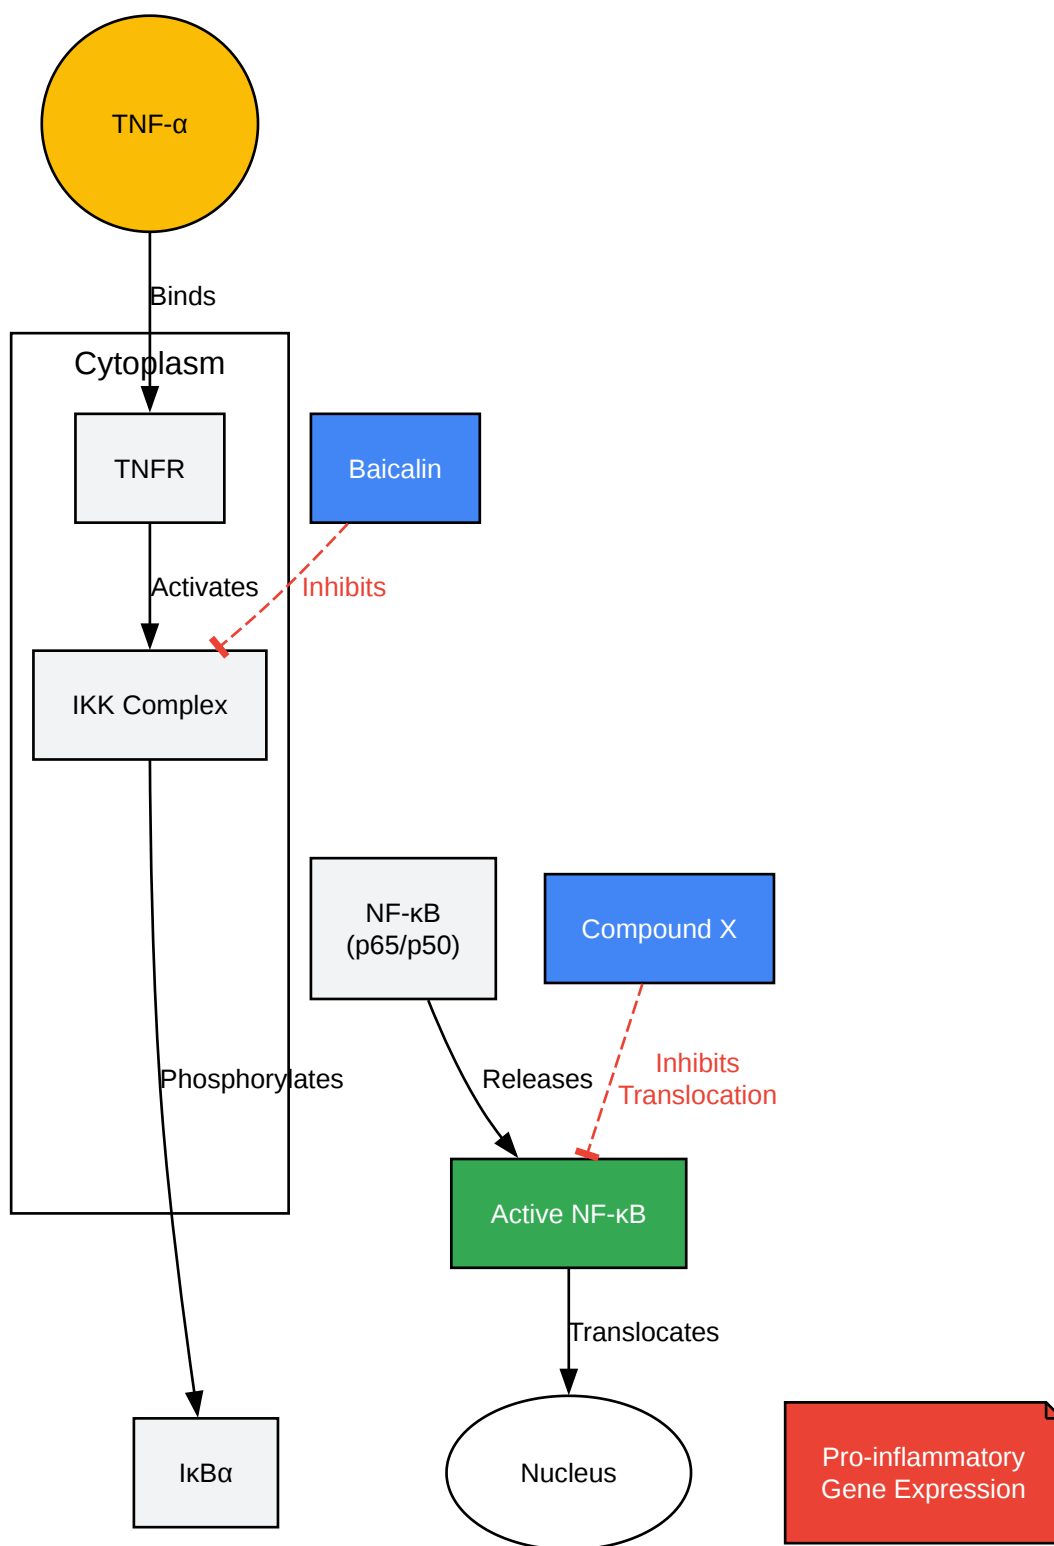 TNF-α
Binds
Cytoplasm
TNFR
Baicalin
Activates
Inhibits
IKK Complex
NF-κB
(p65/p50)
Compound X
Phosphorylates
Releases
Inhibits
Translocation
Active NF-κB
Translocates
IκBα
Nucleus
Pro-inflammatory
Gene Expression